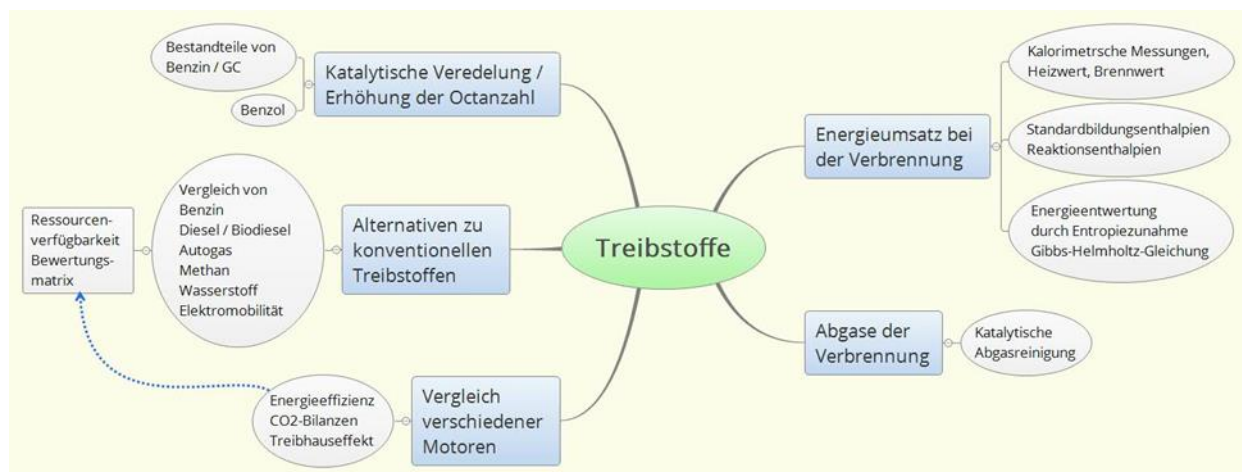 Treibstoffe
Katalytische Veredelung /
Erhöhung der Octanzahl
Bestandteile von
Benzin / GC
Benzol
Alternativen zu
konventionellen
Treibstoffen
Vergleich von
Benzin
Diesel / Biodiesel
Autogas
Methan
Wasserstoff
Elektromobilität
Ressourcen-
verfügbarkeit
Bewertungs-
matrix
Vergleich
verschiedener
Motoren
Energieeffizienz
CO2-Bilanzen
Treibhauseffekt
Energieumsatz bei
der Verbrennung
Kalorimetrsche Messungen,
Heizwert, Brennwert
Standardbildungsenthalpien
Reaktionsenthalpien
Energieentwertung
durch Entropiezunahme
Gibbs-Helmholtz-Gleichung
Abgase der
Verbrennung
Katalytische
Abgasreinigung